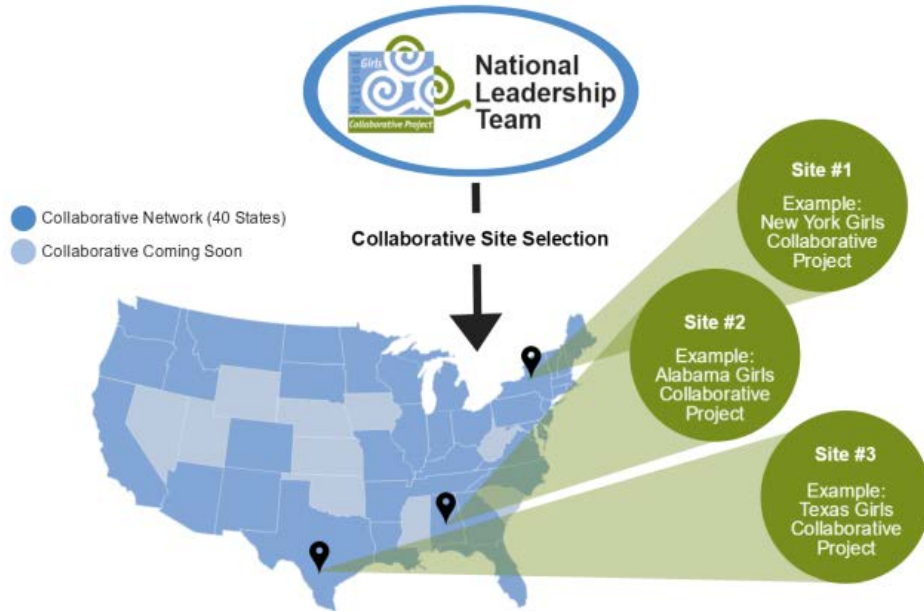 National
Girls
Collaborative Project
National
Leadership
Team
Collaborative Network (40 States)
Collaborative Coming Soon
Collaborative Site Selection
Site #1
Example:
New York Girls
Collaborative
Project
Site #2
Example:
Alabama Girls
Collaborative
Project
Site #3
Example:
Texas Girls
Collaborative
Project